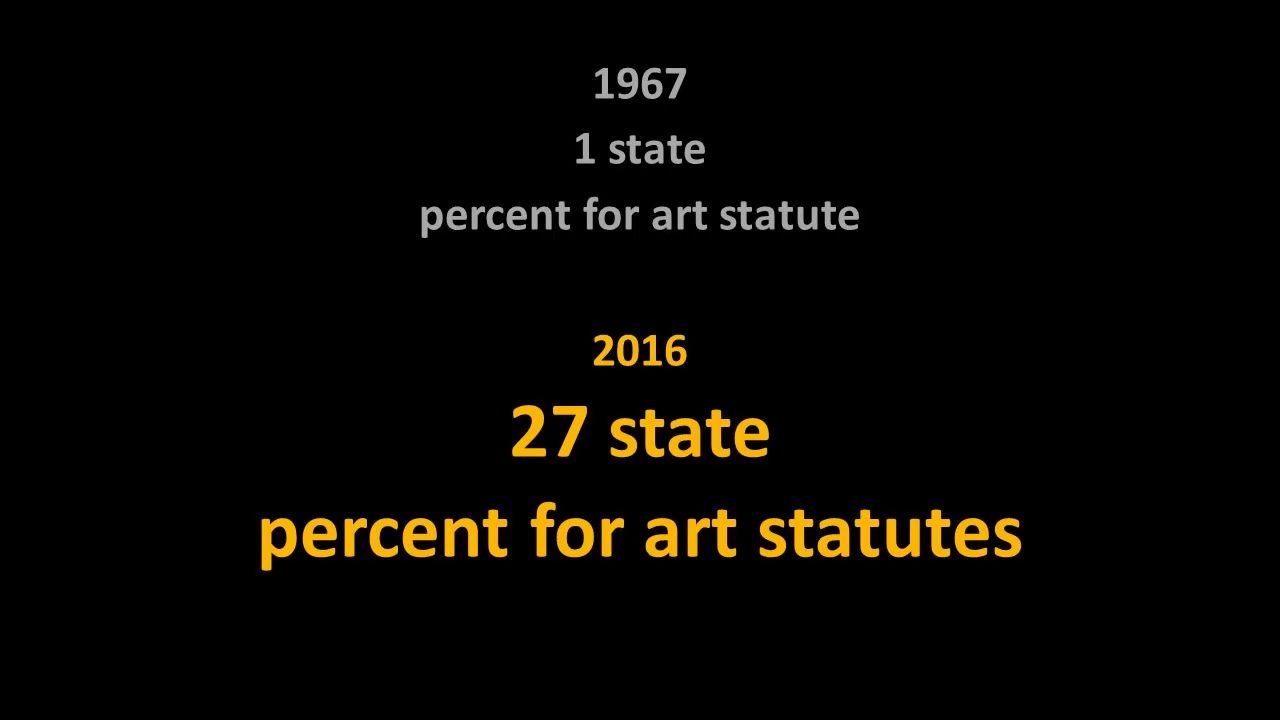 1967
1 state
percent for art statute
2016
27 state
percent for art statutes